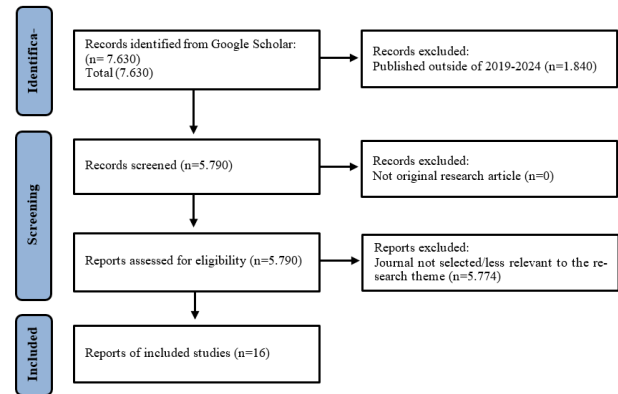 Identifica-
Records identified from Google Scholar:
(n= 7.630)
Total (7.630)
Records excluded:
Published outside of 2019-2024 (n=1.840)
Screening
Records screened (n=5.790)
Records excluded:
Not original research article (n=0)
Reports assessed for eligibility (n=5.790)
Reports excluded:
Journal not selected/less relevant to the re-
search theme (n=5.774)
Included
Reports of included studies (n=16)